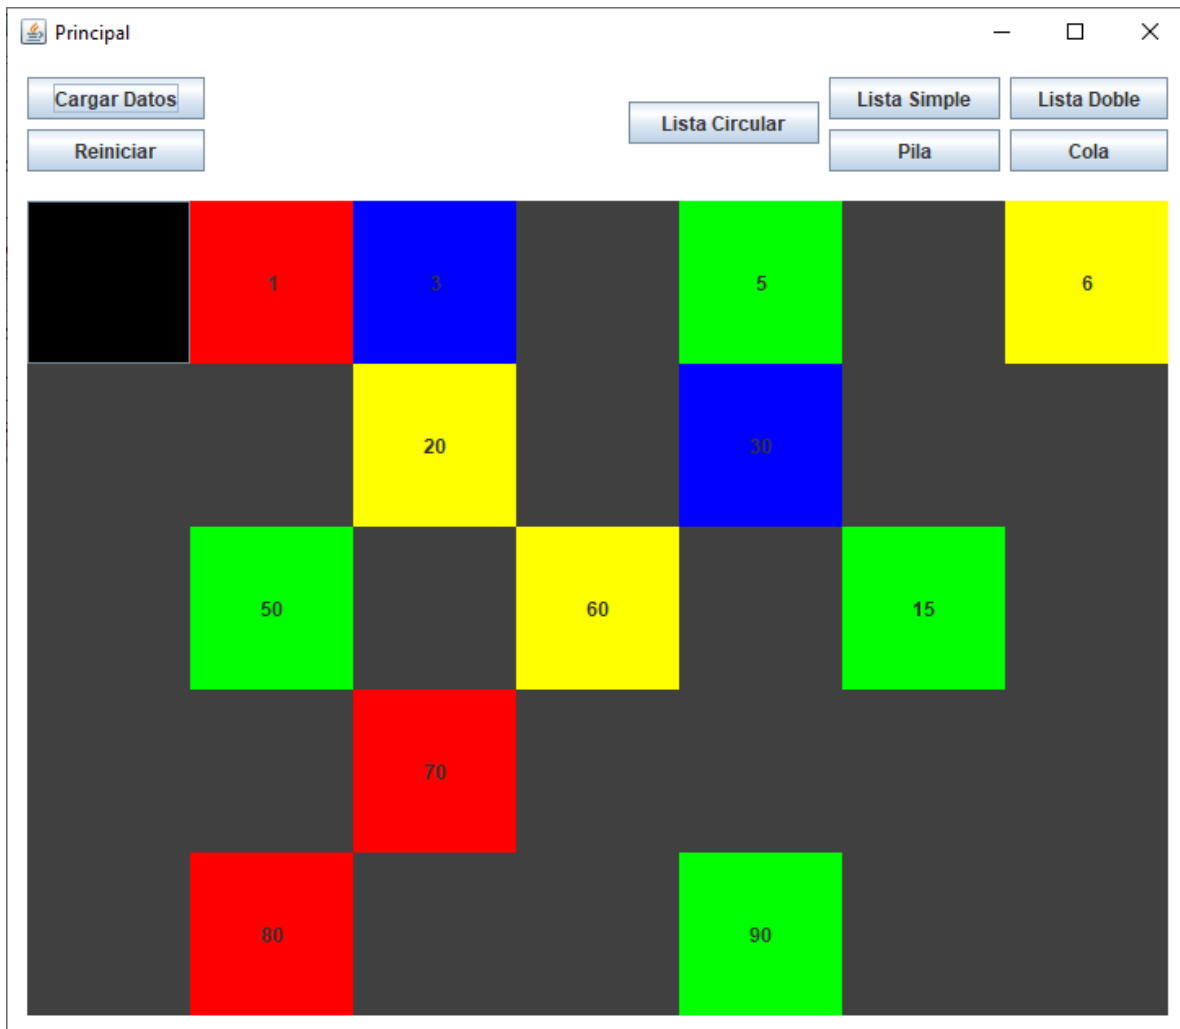 Principal
Cargar Datos
Reiniciar
Lista Circular
Lista Simple
Lista Doble
Pila
Cola
1 3 5 6
20 30
50 60 15
70
80 90